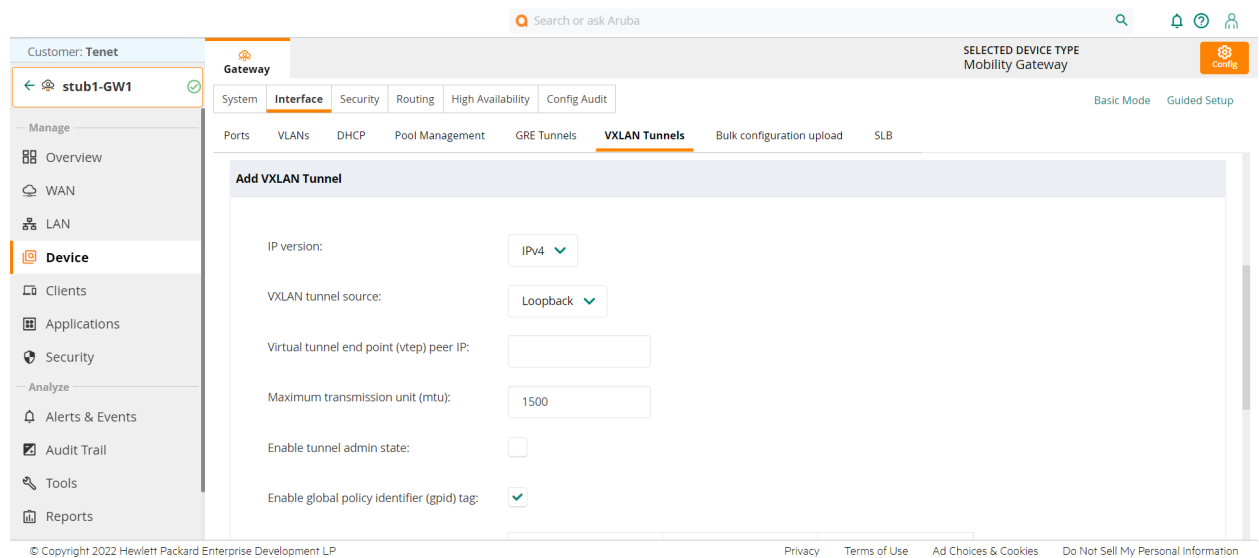 Search or ask Aruba
Customer: Tenet
stub1-GW1
Gateway
SELECTED DEVICE TYPE
Mobility Gateway
Config
System Interface Security Routing High Availability Config Audit
Basic Mode Guided Setup
Ports VLANs DHCP Pool Management GRE Tunnels VXLAN Tunnels Bulk configuration upload SLB
Manage
Overview
WAN
LAN
Device
Clients
Applications
Security
Analyze
Alerts & Events
Audit Trail
Tools
Reports
Add VXLAN Tunnel
IP version: IPv4
VXLAN tunnel source: Loopback
Virtual tunnel end point (vtep) peer IP:
Maximum transmission unit (mtu): 1500
Enable tunnel admin state:
Enable global policy identifier (gpid) tag:
© Copyright 2022 Hewlett Packard Enterprise Development LP
Privacy Terms of Use Ad Choices & Cookies Do Not Sell My Personal Information